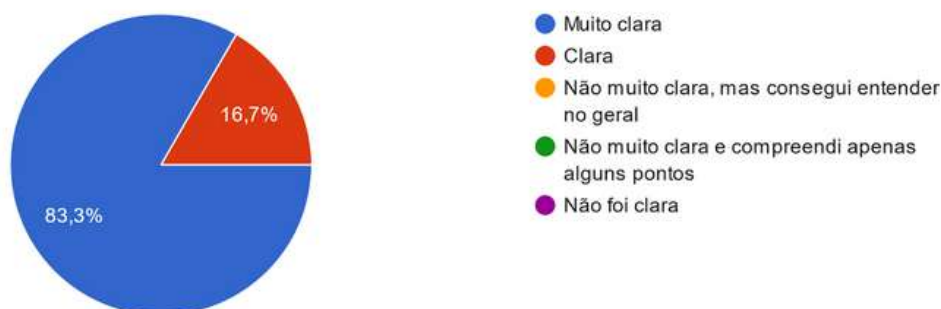 Muito clara
Clara
Não muito clara, mas consegui entender
no geral
Não muito clara e compreendi apenas
alguns pontos
Não foi clara
16,7%
83,3%